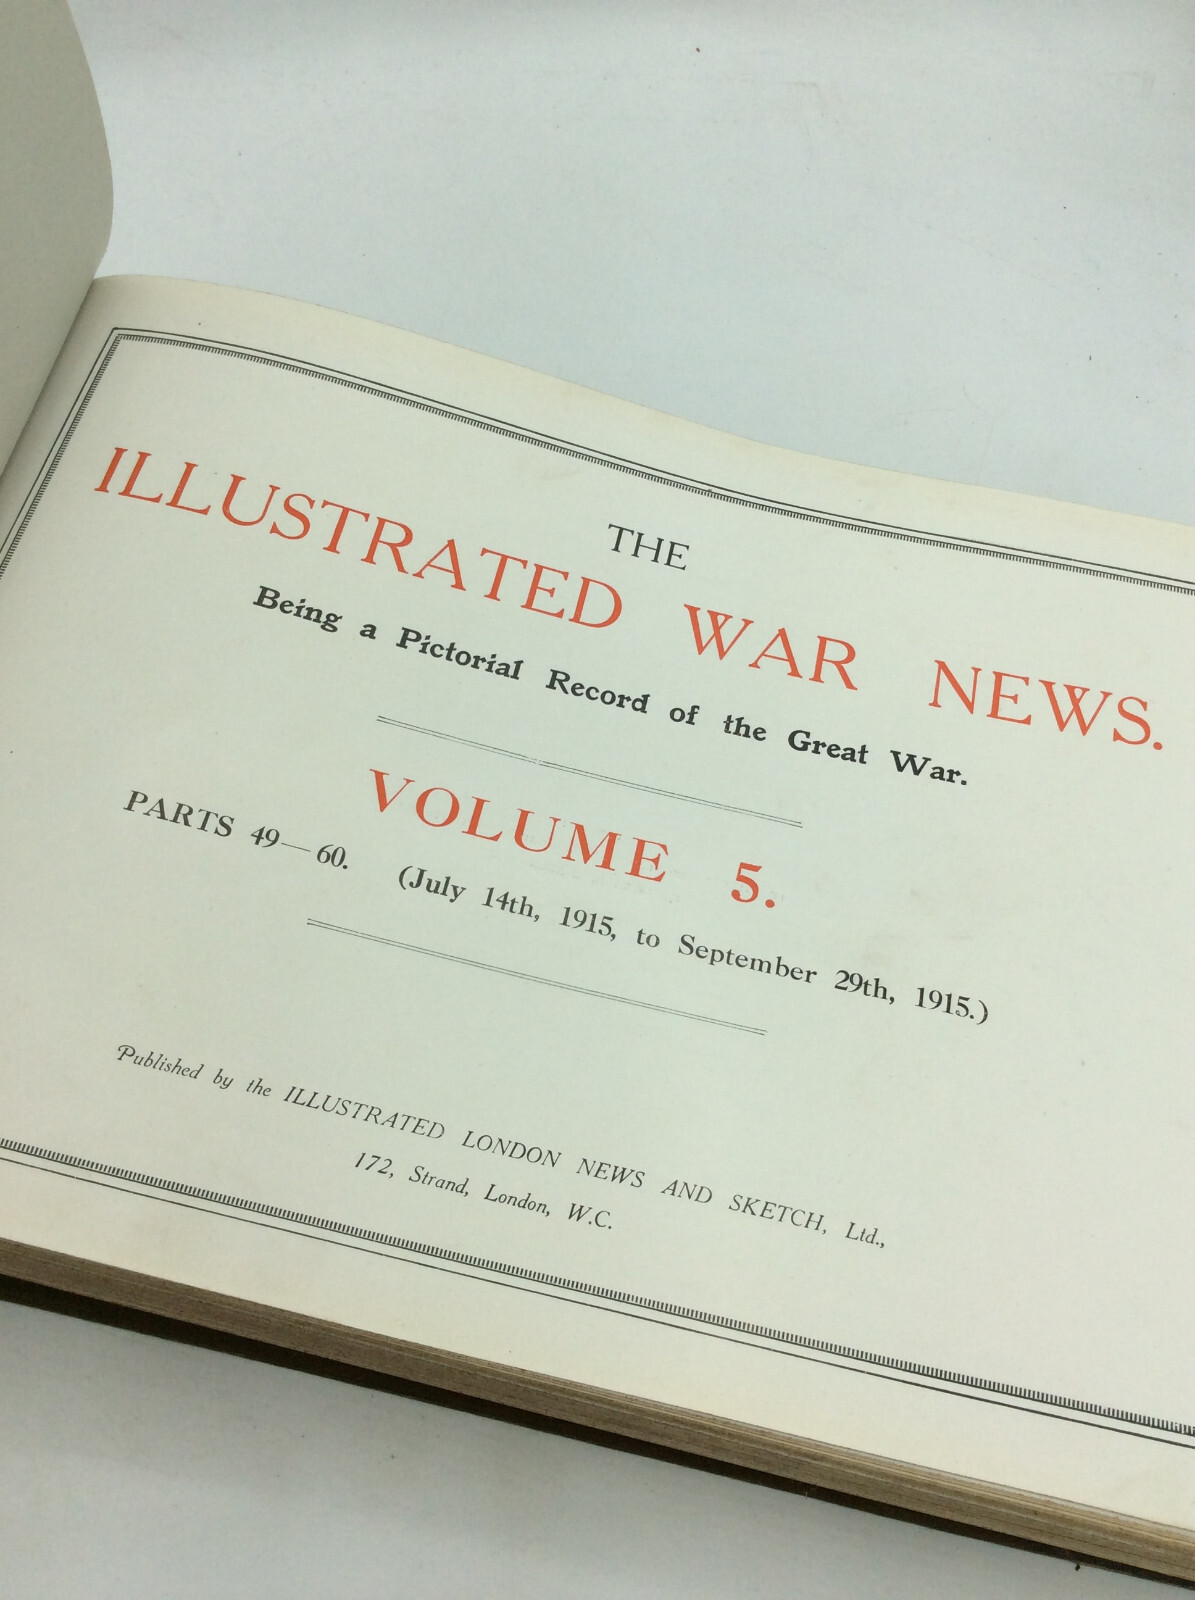 THE
ILLUSTRATED WAR NEWS.
Being a Pictorial Record of the Great War.
VOLUME 5.
PARTS 49—60. (July 14th, 1915, to September 29th, 1915.)
Published by the ILLUSTRATED LONDON NEWS AND SKETCH, Ltd.,
172, Strand, London, W.C.